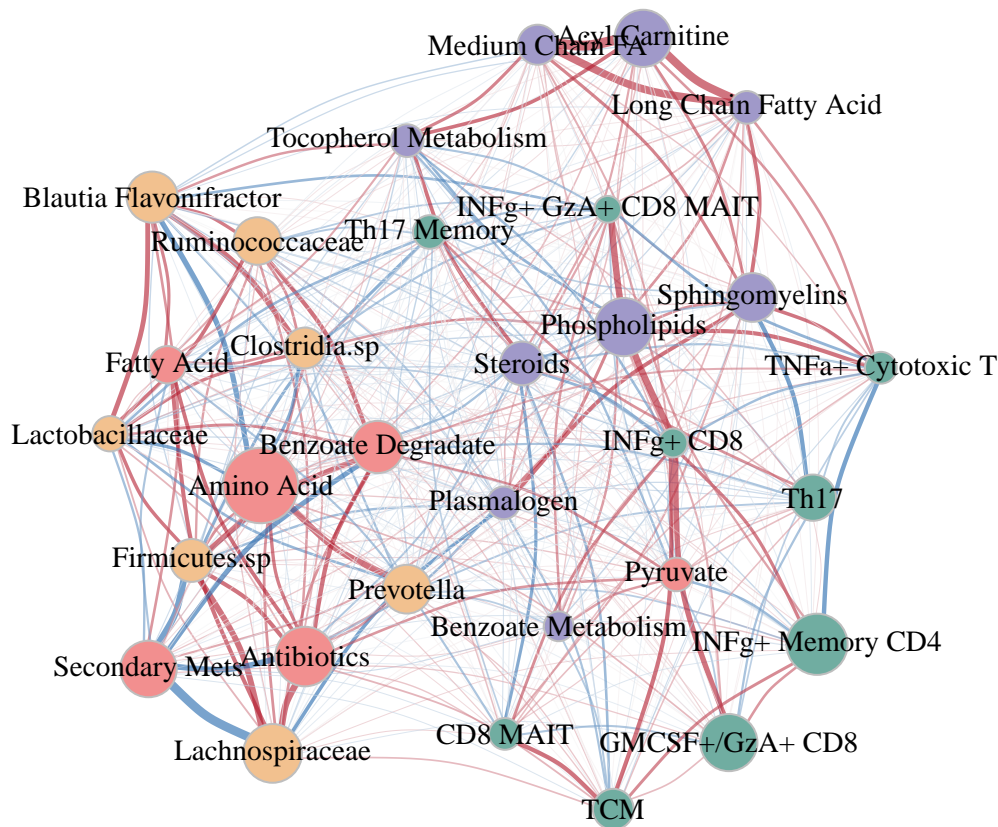 Acyl Carnitine
Medium Chain FA
Long Chain Fatty Acid
Tocopherol Metabolism
Blautia Flavonifractor
INFg+ GzA+ CD8 MAIT
Ruminococcaceae
Th17 Memory
Sphingomyelins
Phospholipids
Clostridia.sp
Fatty Acid
Steroids
TNFa+ Cytotoxic T
Lactobacillaceae
Benzoate Degradate
INFg+ CD8
Amino Acid
Plasmalogen
Th17
Firmicutes.sp
Prevotella
Pyruvate
Benzoate Metabolism
INFg+ Memory CD4
Secondary Mets
Antibiotics
Lachnospiraceae
CD8 MAIT
GMCSF+/GzA+ CD8
TCM